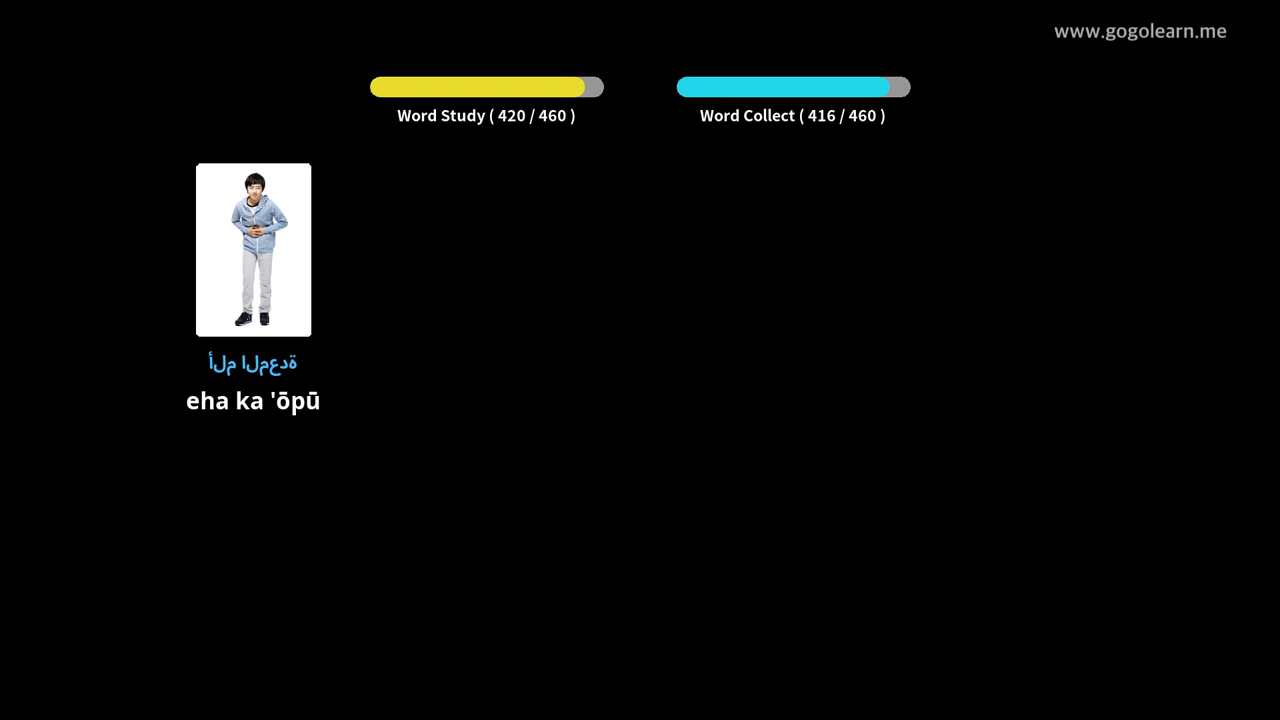 www.gogolearn.me
Word Study ( 420 / 460 )
Word Collect ( 416 / 460 )
ألم المعدة
eha ka 'ōpū